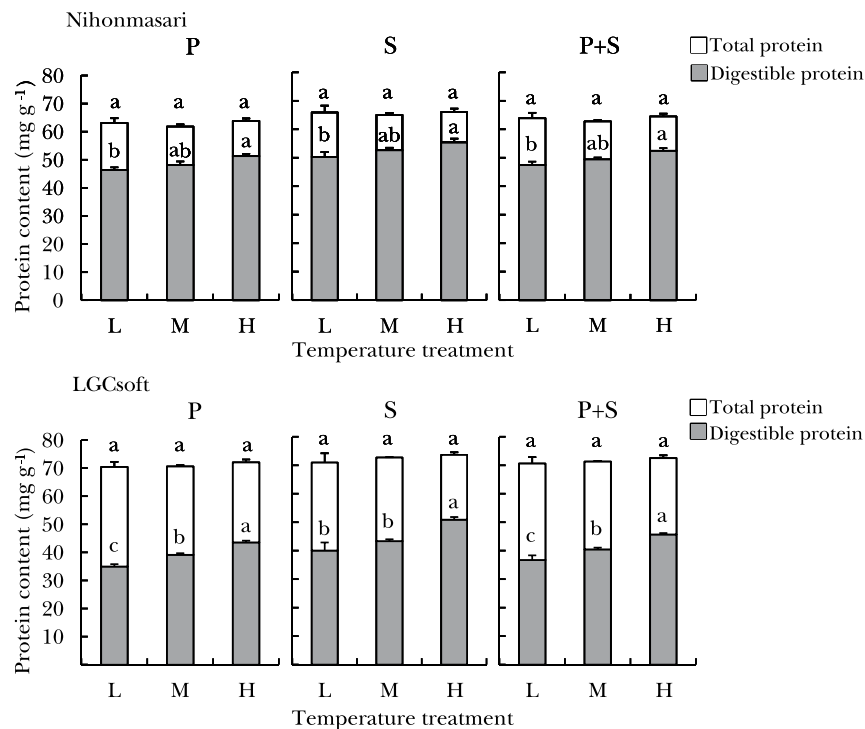 Nihonmasari
P S P+S
Total protein
Digestible protein
Protein content (mg g⁻¹)
80
70
60
50
40
30
20
10
0
a a a a a a a a a
b ab a b ab a b ab a
L M H L M H L M H
Temperature treatment
LGCsoft
P S P+S
Total protein
Digestible protein
Protein content (mg g⁻¹)
80
70
60
50
40
30
20
10
a a a a a a a a a
c b a b b a c b a
L M H L M H L M H
Temperature treatment